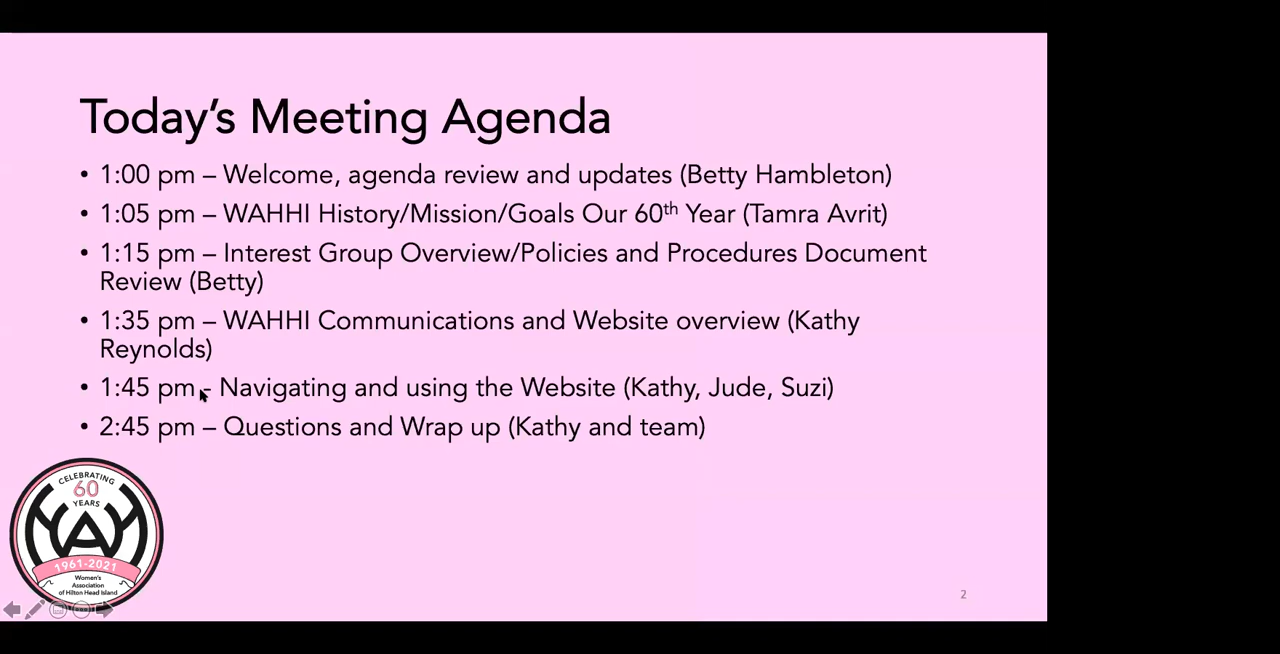 Today's Meeting Agenda
• 1:00 pm – Welcome, agenda review and updates (Betty Hambleton)
• 1:05 pm – WAHHI History/Mission/Goals Our 60th Year (Tamra Avrit)
• 1:15 pm – Interest Group Overview/Policies and Procedures Document
Review (Betty)
• 1:35 pm – WAHHI Communications and Website overview (Kathy
Reynolds)
• 1:45 pm - Navigating and using the Website (Kathy, Jude, Suzi)
• 2:45 pm – Questions and Wrap up (Kathy and team)
CELEBRATING
60
YEARS
1961-2021
Women's
Association
of Hilton Head Island
2